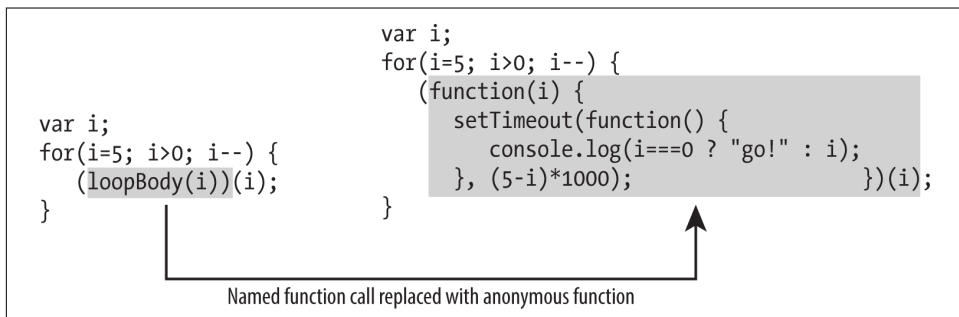 var i;
for(i=5; i>0; i--) {
(loopBody(i))(i);
}
var i;
for(i=5; i>0; i--) {
(function(i) {
setTimeout(function() {
console.log(i===0 ? "go!" : i);
}, (5-i)*1000); })(i);
}
Named function call replaced with anonymous function